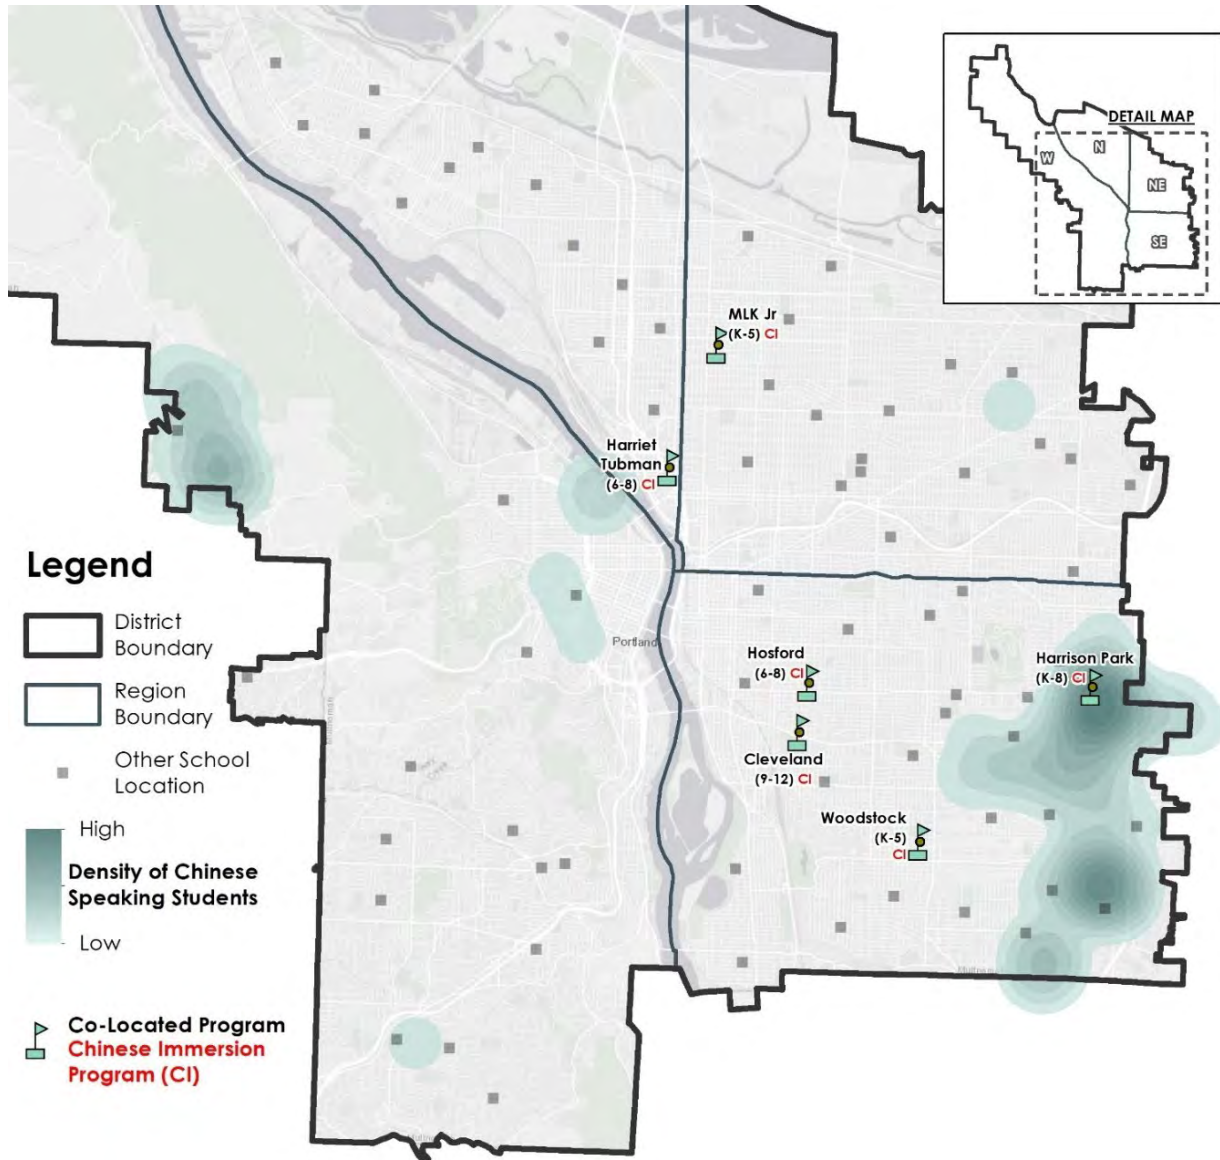 DETAIL MAP
N
W
NE
SE
MLK Jr
(K-5) CI
Harriet
Tubman
(6-8) CI
Portland
Hosford
(6-8) CI
Harrison Park
(K-8) CI
Cleveland
(9-12) CI
Woodstock
(K-5)
CI
Legend
District
Boundary
Region
Boundary
Other School
Location
High
Density of Chinese
Speaking Students
Low
Co-Located Program
Chinese Immersion
Program (CI)